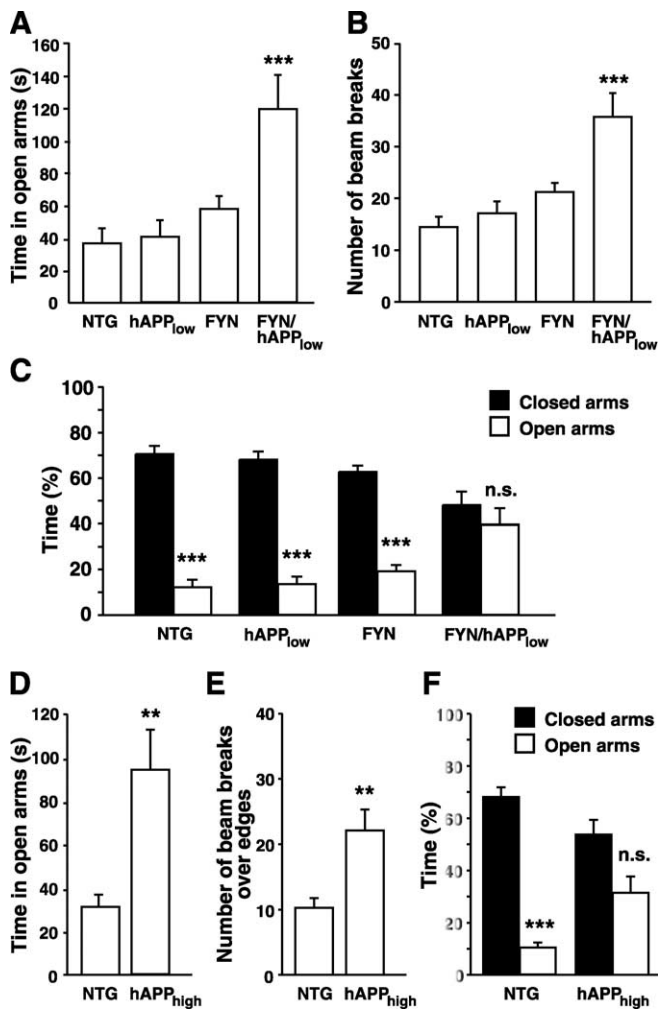 A
Time in open arms (s)
160
140
120
100
80
60
40
20
0
***
NTG
hAPPlow
FYN
FYN/
hAPPlow
B
Number of beam breaks
50
40
30
20
10
0
***
NTG
hAPPlow
FYN
FYN/
hAPPlow
C
Time (%)
100
80
60
40
20
0
Closed arms
Open arms
***
***
***
n.s.
NTG
hAPPlow
FYN
FYN/hAPPlow
D
Time in open arms (s)
120
100
80
60
40
20
0
**
NTG
hAPPhigh
E
Number of beam breaks
over edges
40
30
20
10
0
**
NTG
hAPPhigh
F
Time (%)
100
80
60
40
20
0
Closed arms
Open arms
***
n.s.
NTG
hAPPhigh